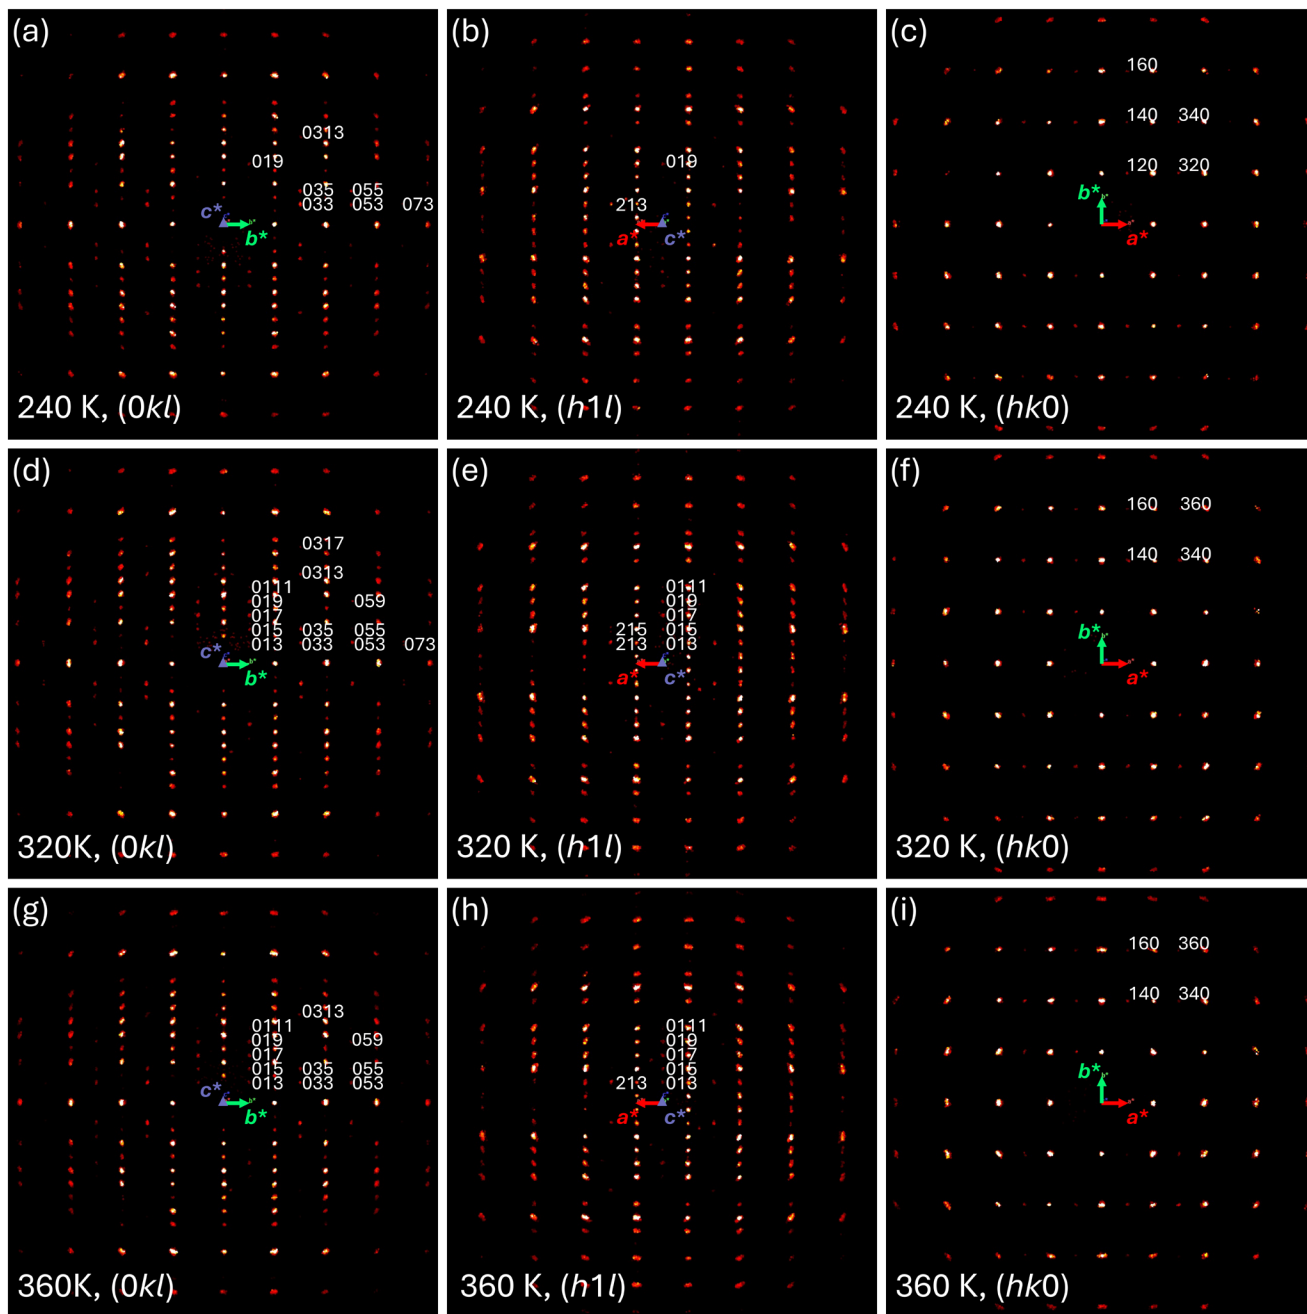 (a)
0313
019
035 055
033 053 073
c*
b*
240 K, (0kl)
(b)
019
213
a*
c*
240 K, (h1l)
(c)
160
140 340
120 320
b*
a*
240 K, (hk0)
(d)
0317
0313
0111
019 059
017
015 035 055
013 033 053 073
c*
b*
320K, (0kl)
(e)
0111
019
017
215 015
213 013
a*
c*
320 K, (h1l)
(f)
160 360
140 340
b*
a*
320 K, (hk0)
(g)
0313
0111
019 059
017
015 035 055
013 033 053
c*
b*
360K, (0kl)
(h)
0111
019
017
015
213 013
a*
c*
360 K, (h1l)
(i)
160 360
140 340
b*
a*
360 K, (hk0)